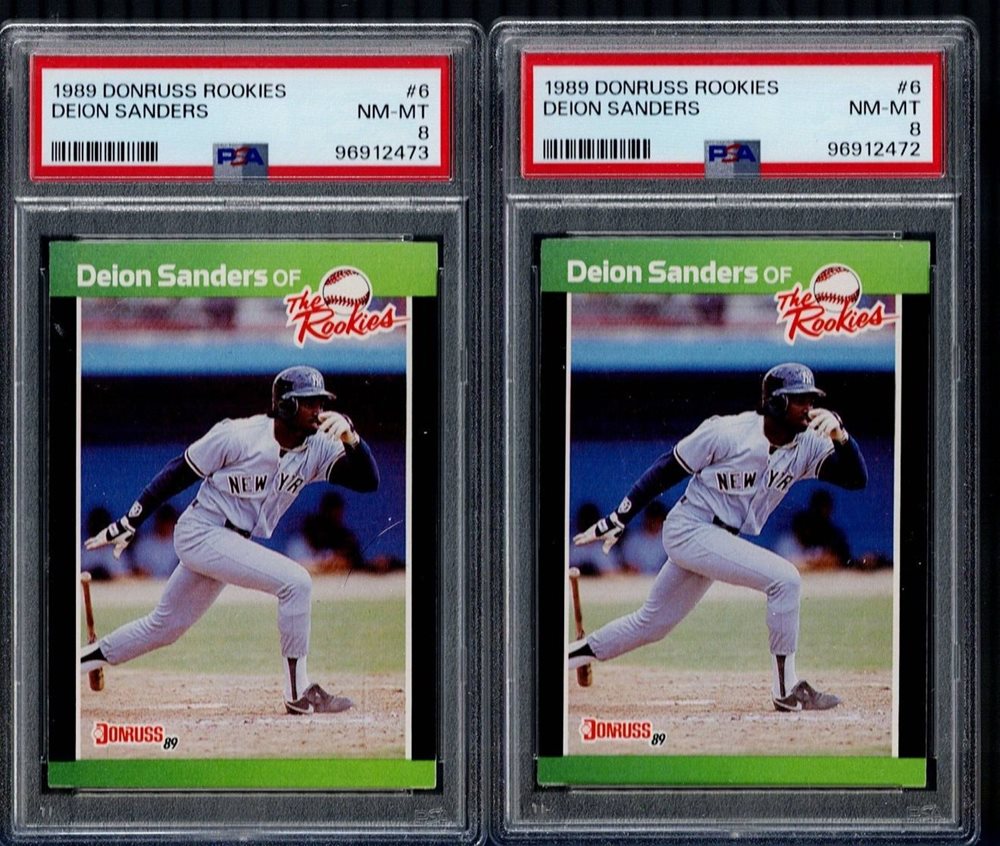 1989 DONRUSS ROOKIES #6
DEION SANDERS NM-MT
8
PSA 96912473
Deion Sanders OF
The
Rookies
NY
NEW YR
DONRUSS 89
1989 DONRUSS ROOKIES #6
DEION SANDERS NM-MT
8
PSA 96912472
Deion Sanders OF
The
Rookies
NY
NEW YR
DONRUSS 89